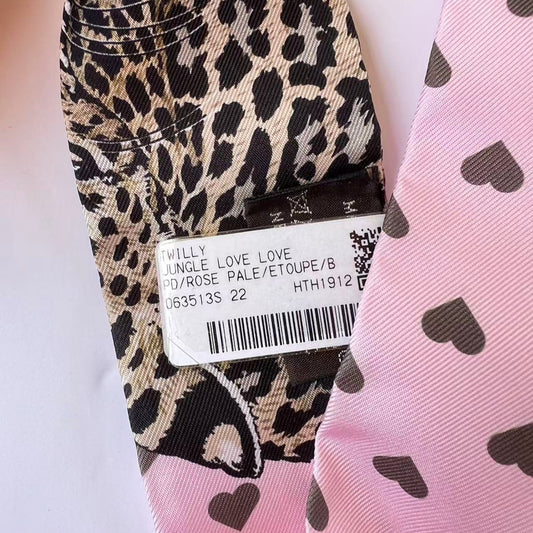 TWILLY
JUNGLE LOVE LOVE
PD/ROSE PALE/ETOUPE/B
063513S 22 HTH1912